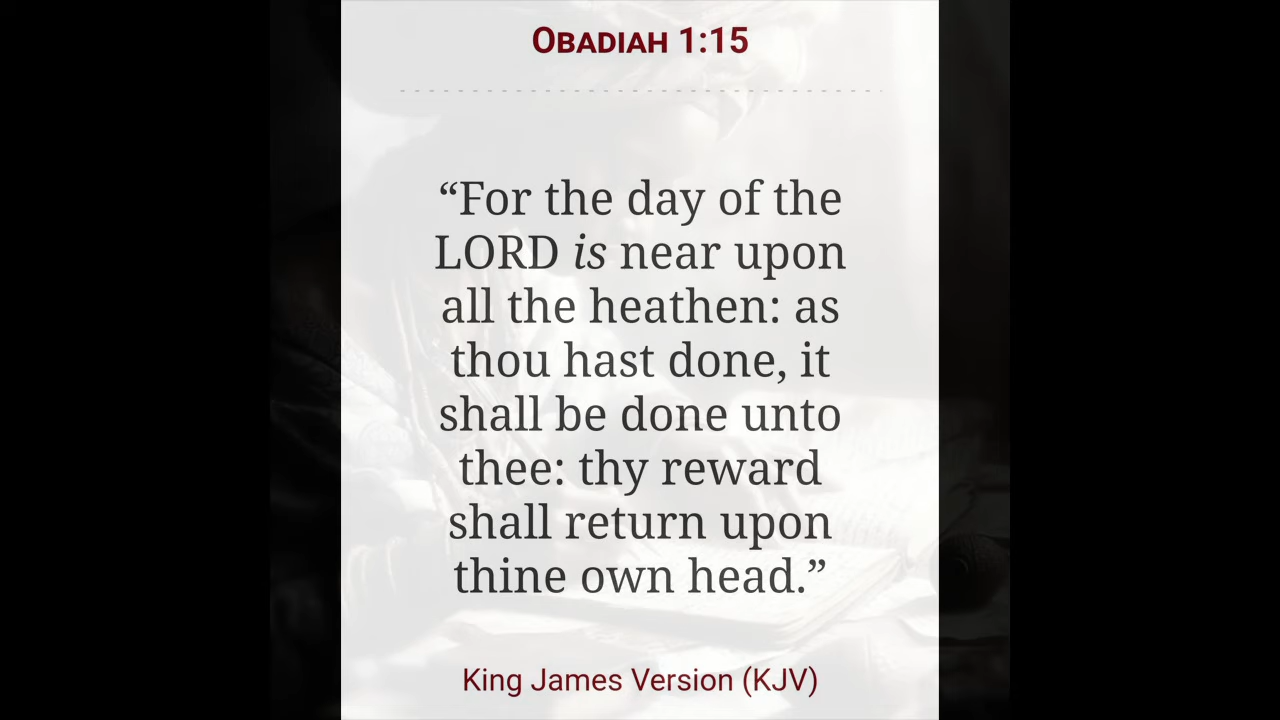 OBADIAH 1:15
“For the day of the
LORD is near upon
all the heathen: as
thou hast done, it
shall be done unto
thee: thy reward
shall return upon
thine own head.”
King James Version (KJV)